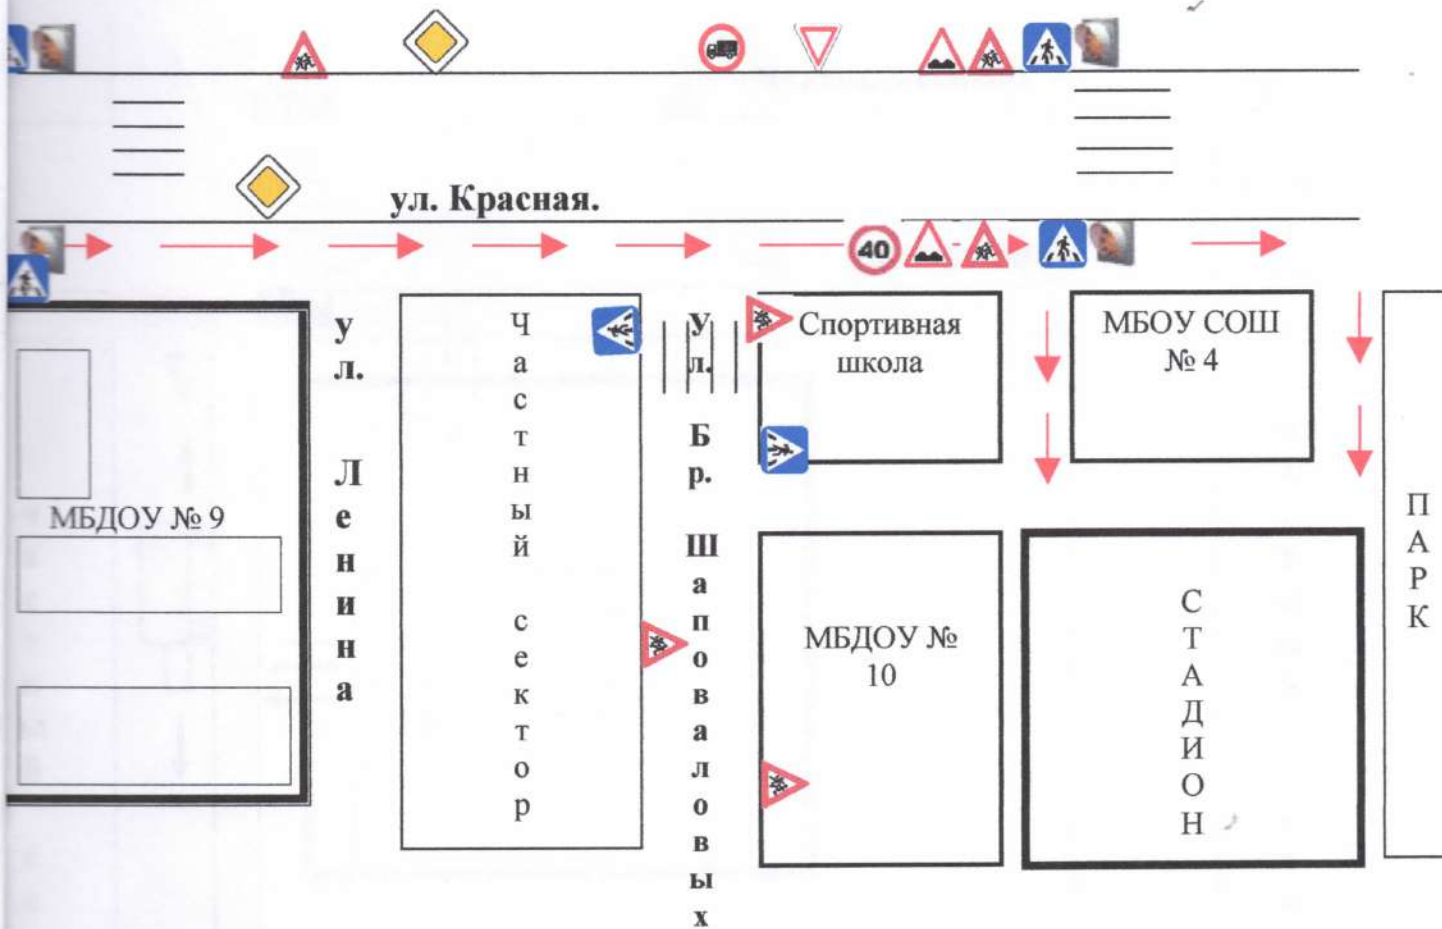 ул. Красная.
40
МБДОУ № 9
ул. Ленина
Частный сектор
Ул. Бр. Шаповаловых
Спортивная
школа
МБОУ СОШ
№ 4
МБДОУ №
10
СТАДИОН
ПАРК